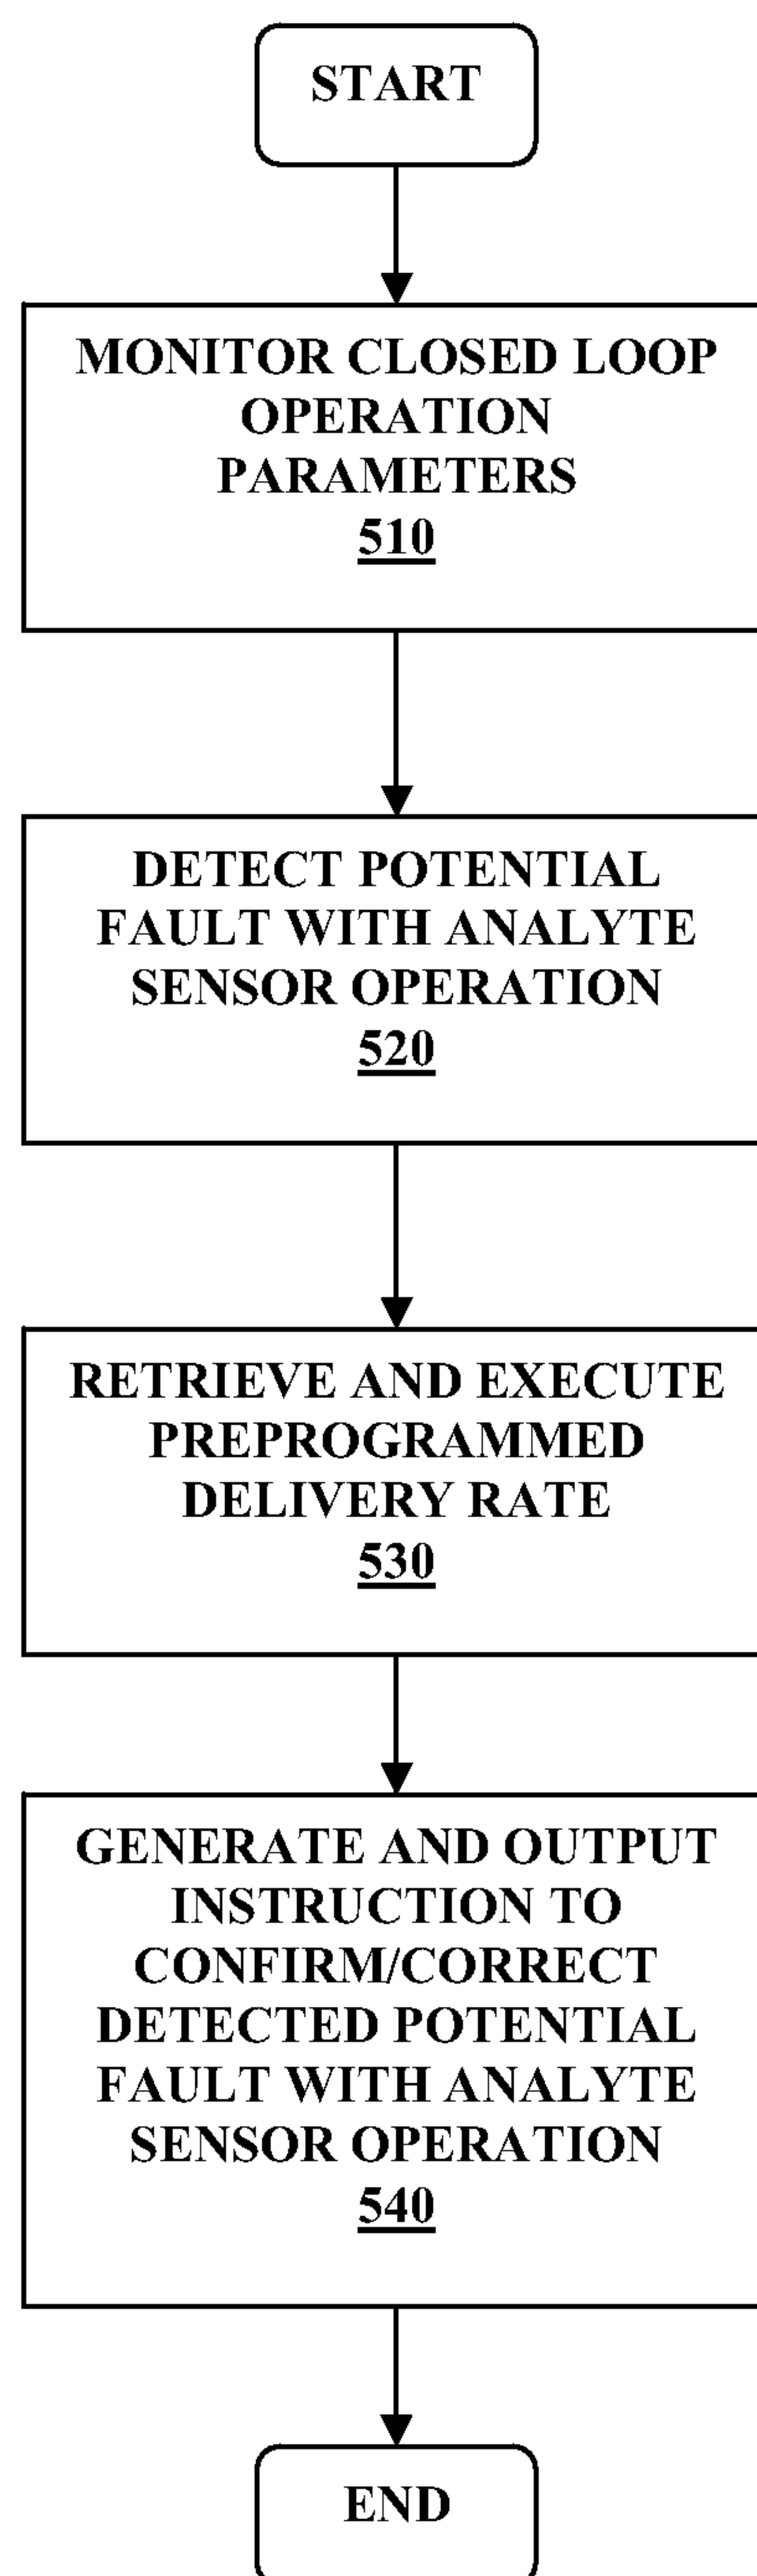 START
MONITOR CLOSED LOOP
OPERATION
PARAMETERS
510
DETECT POTENTIAL
FAULT WITH ANALYTE
SENSOR OPERATION
520
RETRIEVE AND EXECUTE
PREPROGRAMMED
DELIVERY RATE
530
GENERATE AND OUTPUT
INSTRUCTION TO
CONFIRM/CORRECT
DETECTED POTENTIAL
FAULT WITH ANALYTE
SENSOR OPERATION
540
END